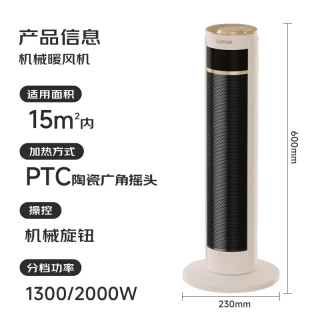 产品信息
机械暖风机
适用面积
15m²内
加热方式
PTC陶瓷广角摇头
操控
机械旋钮
分档功率
1300/2000W
SUPOR
600mm
230mm